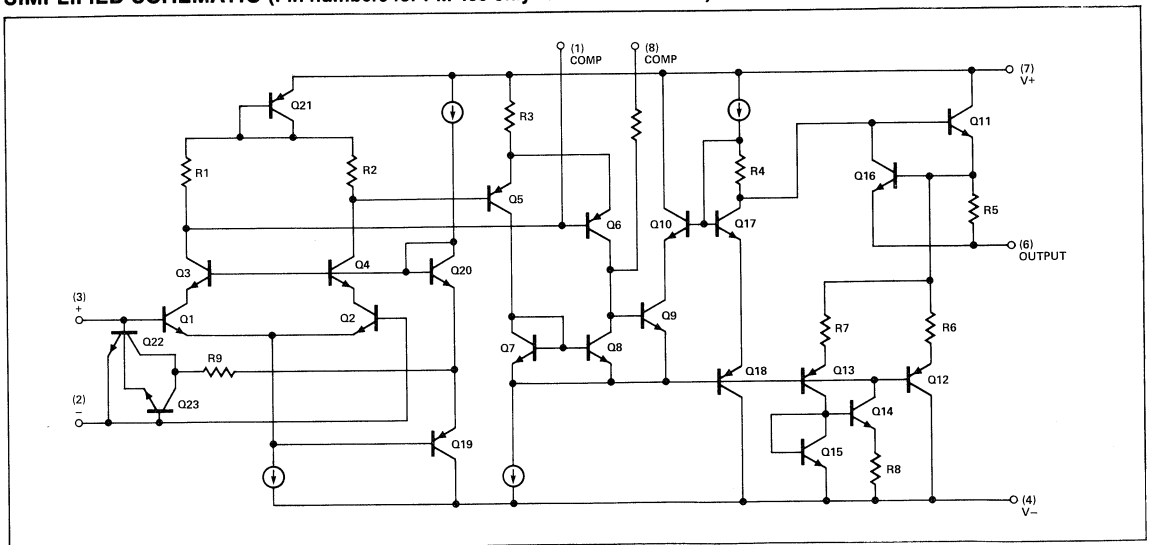 (1)
COMP
(8)
COMP
(7)
V+
Q21
R3
Q11
R1
R2
R4
Q16
Q5
Q6
Q10
Q17
R5
(6)
OUTPUT
Q3
Q4
Q20
(3)
+
Q1
Q2
Q9
R7
R6
Q22
Q7
Q8
R9
Q18
Q13
Q12
(2)
−
Q23
Q14
Q19
Q15
R8
(4)
V−